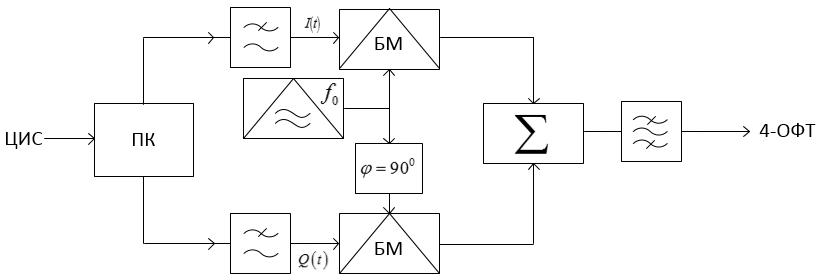 I(t)
БМ
f₀
ЦИС
ПК
Σ
4-ОФТ
φ = 90⁰
Q(t)
БМ